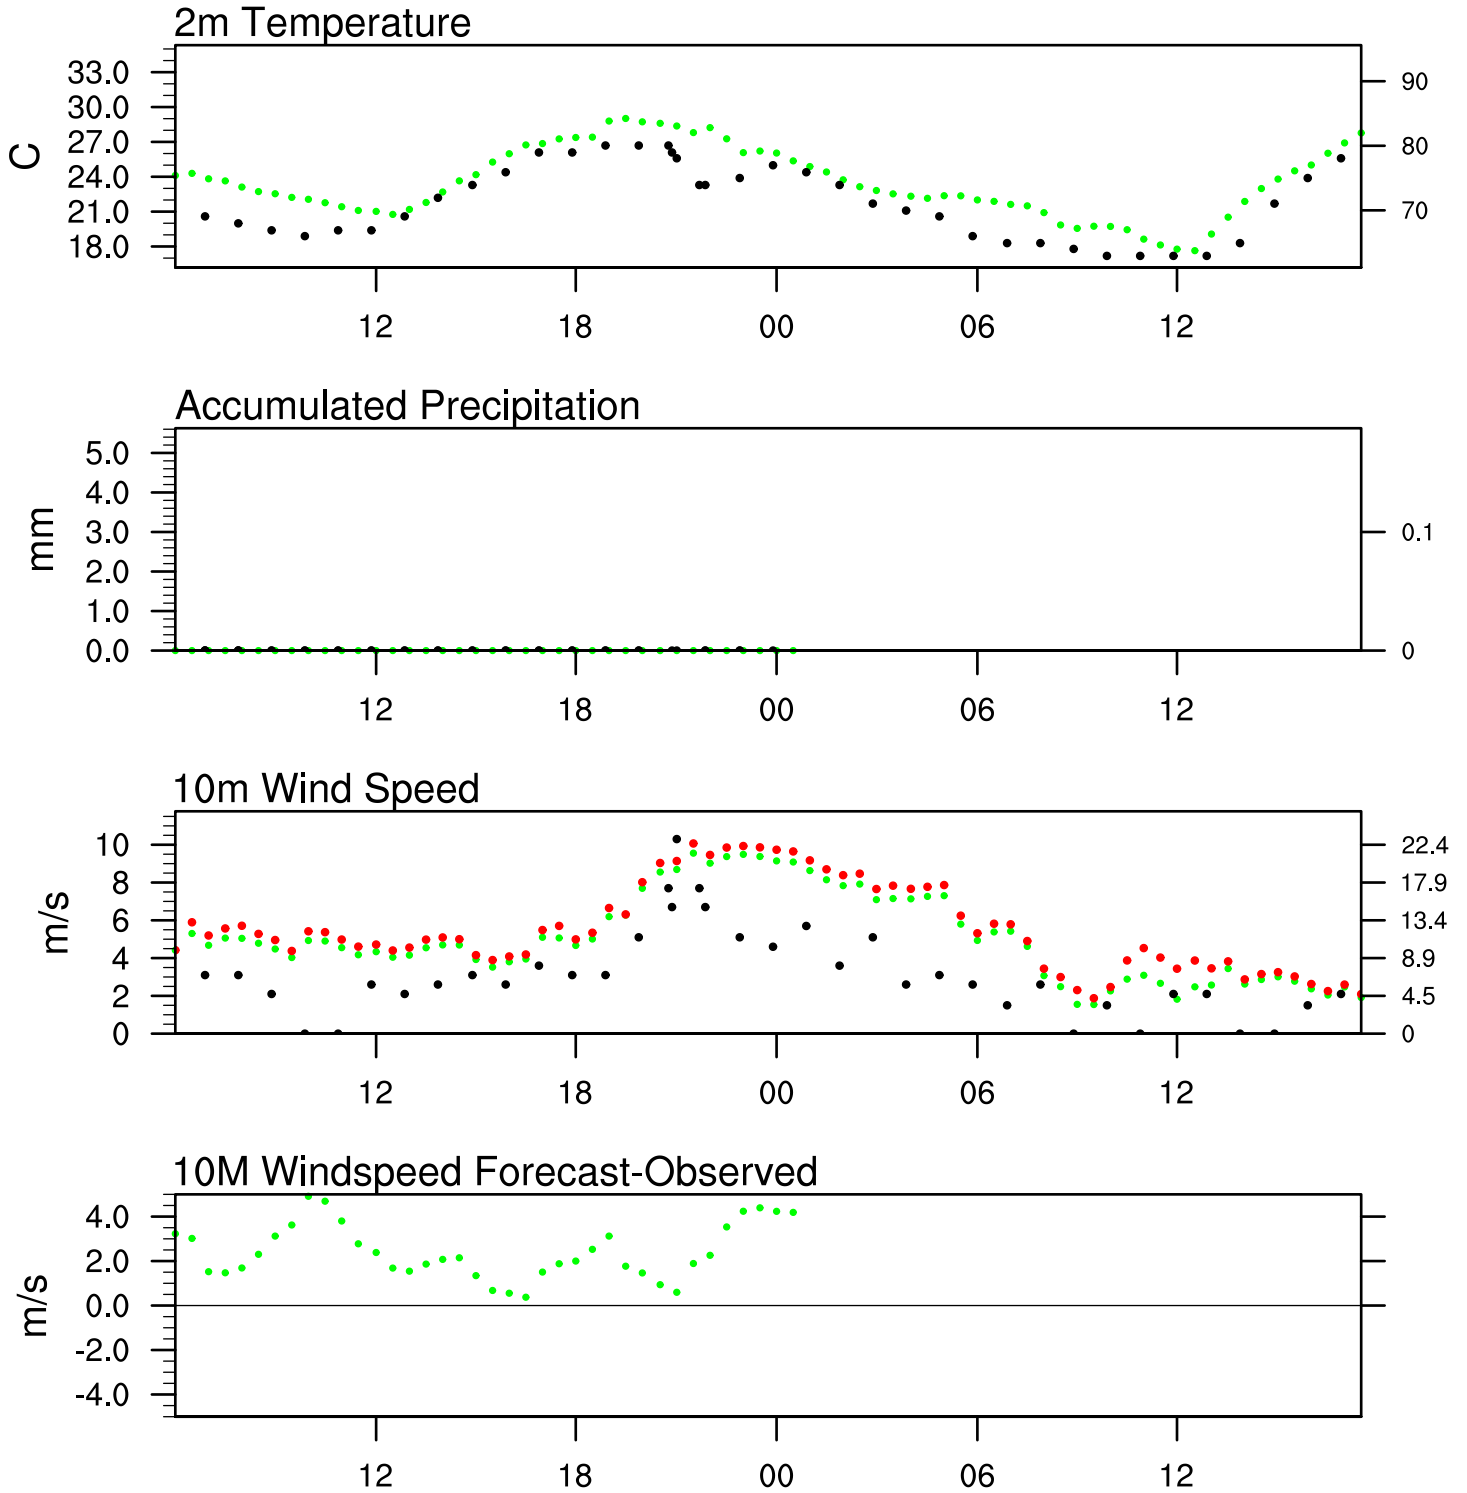 2m Temperature
33.0
90
30.0
27.0
80
C
24.0
21.0
70
18.0
12 18 00 06 12
Accumulated Precipitation
5.0
4.0
mm
3.0
0.1
2.0
1.0
0.0
0
12 18 00 06 12
10m Wind Speed
10
22.4
8
17.9
m/s
6
13.4
4
8.9
2
4.5
0
0
12 18 00 06 12
10M Windspeed Forecast-Observed
4.0
2.0
m/s
0.0
-2.0
-4.0
12 18 00 06 12